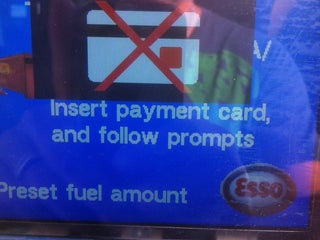 Insert payment card,
and follow prompts
Preset fuel amount
Esso